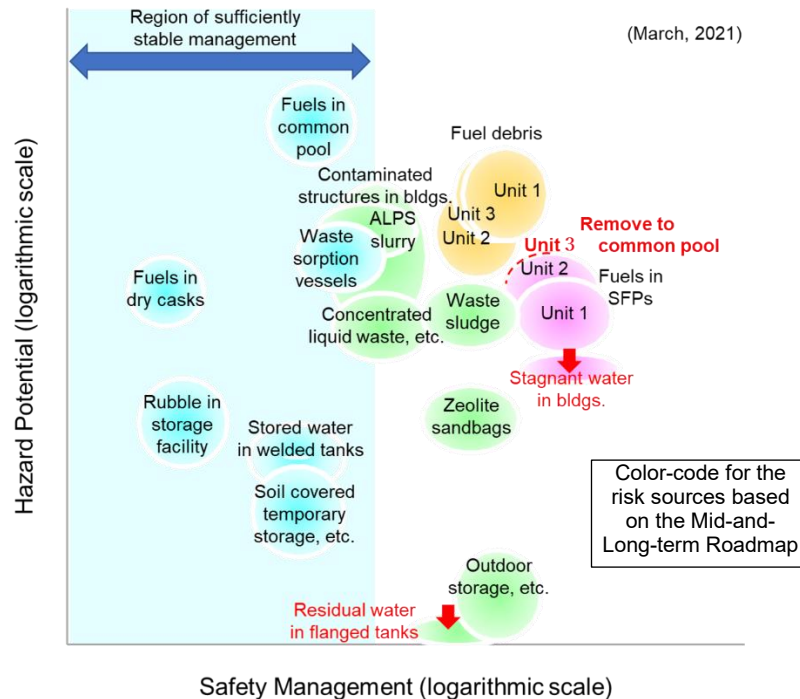 Region of sufficiently
stable management
(March, 2021)
Fuels in
common
pool
Fuel debris
Contaminated
structures in bldgs.
Unit 1
ALPS
slurry
Unit 3
Unit 2
Remove to
common pool
Unit 3
Waste
sorption
vessels
Unit 2
Fuels in
SFPs
Fuels in
dry casks
Concentrated
liquid waste, etc.
Waste
sludge
Unit 1
Stagnant water
in bldgs.
Rubble in
storage
facility
Stored water
in welded tanks
Zeolite
sandbags
Soil covered
temporary
storage, etc.
Color-code for the
risk sources based
on the Mid-and-
Long-term Roadmap
Outdoor
storage, etc.
Residual water
in flanged tanks
Hazard Potential (logarithmic scale)
Safety Management (logarithmic scale)